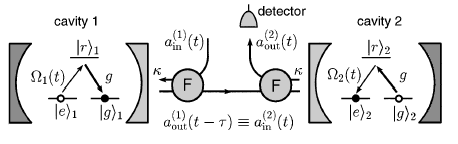 detector
cavity 1
cavity 2
|r⟩₁
a_in^(1)(t)
a_out^(2)(t)
|r⟩₂
Ω₁(t)
g
κ
F
F
κ
Ω₂(t)
g
|e⟩₁
|g⟩₁
a_out^(1)(t − τ) ≡ a_in^(2)(t)
|e⟩₂
|g⟩₂